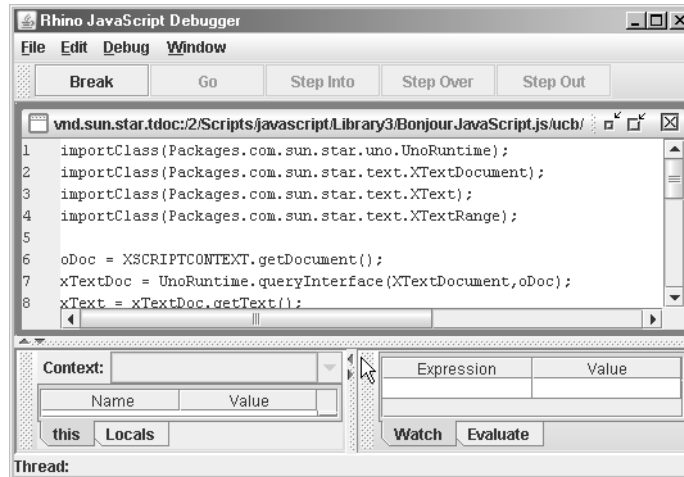 Rhino JavaScript Debugger
File Edit Debug Window
Break Go Step Into Step Over Step Out
vnd.sun.star.tdoc:/2/Scripts/javascript/Library3/BonjourJavaScript.js/ucb/
1 importClass(Packages.com.sun.star.uno.UnoRuntime);
2 importClass(Packages.com.sun.star.text.XTextDocument);
3 importClass(Packages.com.sun.star.text.XText);
4 importClass(Packages.com.sun.star.text.XTextRange);
5
6 oDoc = XSCRIPTCONTEXT.getDocument();
7 xTextDoc = UnoRuntime.queryInterface(XTextDocument,oDoc);
8 xText = xTextDoc.getText();
Context:
Name Value
this Locals
Expression Value
Watch Evaluate
Thread: